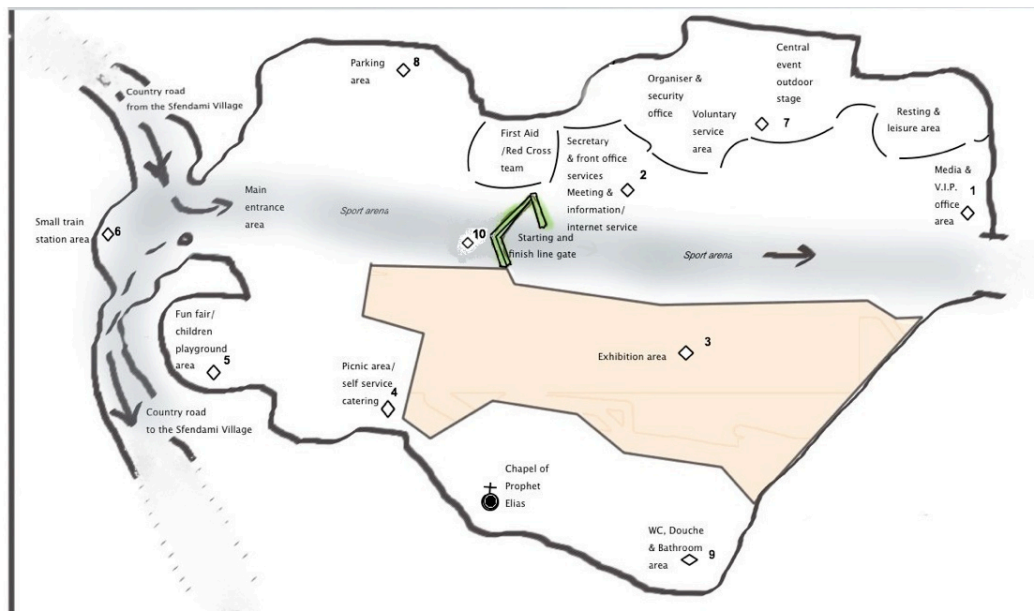 Country road
from the Sfendami Village
Parking
area
8
Central
event
outdoor
stage
7
Organiser &
security
office
Voluntary
service
area
Resting &
leisure area
First Aid
/Red Cross
team
Secretary
& front office
services
2
Meeting &
information/
internet service
Media &
V.I.P.
office
area
1
Main
entrance
area
Sport arena
Small train
station area
6
10
Starting and
finish line gate
Sport arena
Fun fair/
children
playground
area
5
Exhibition area
3
Picnic area/
self service
catering
4
Country road
to the Sfendami Village
Chapel of
Prophet
Elias
WC, Douche
& Bathroom
area
9